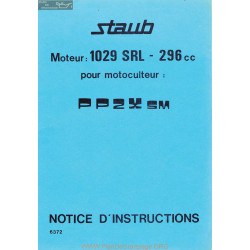 staub
Moteur: 1029 SRL - 296 cc
pour motoculteur :
PP2X SM
NOTICE D'INSTRUCTIONS
6372